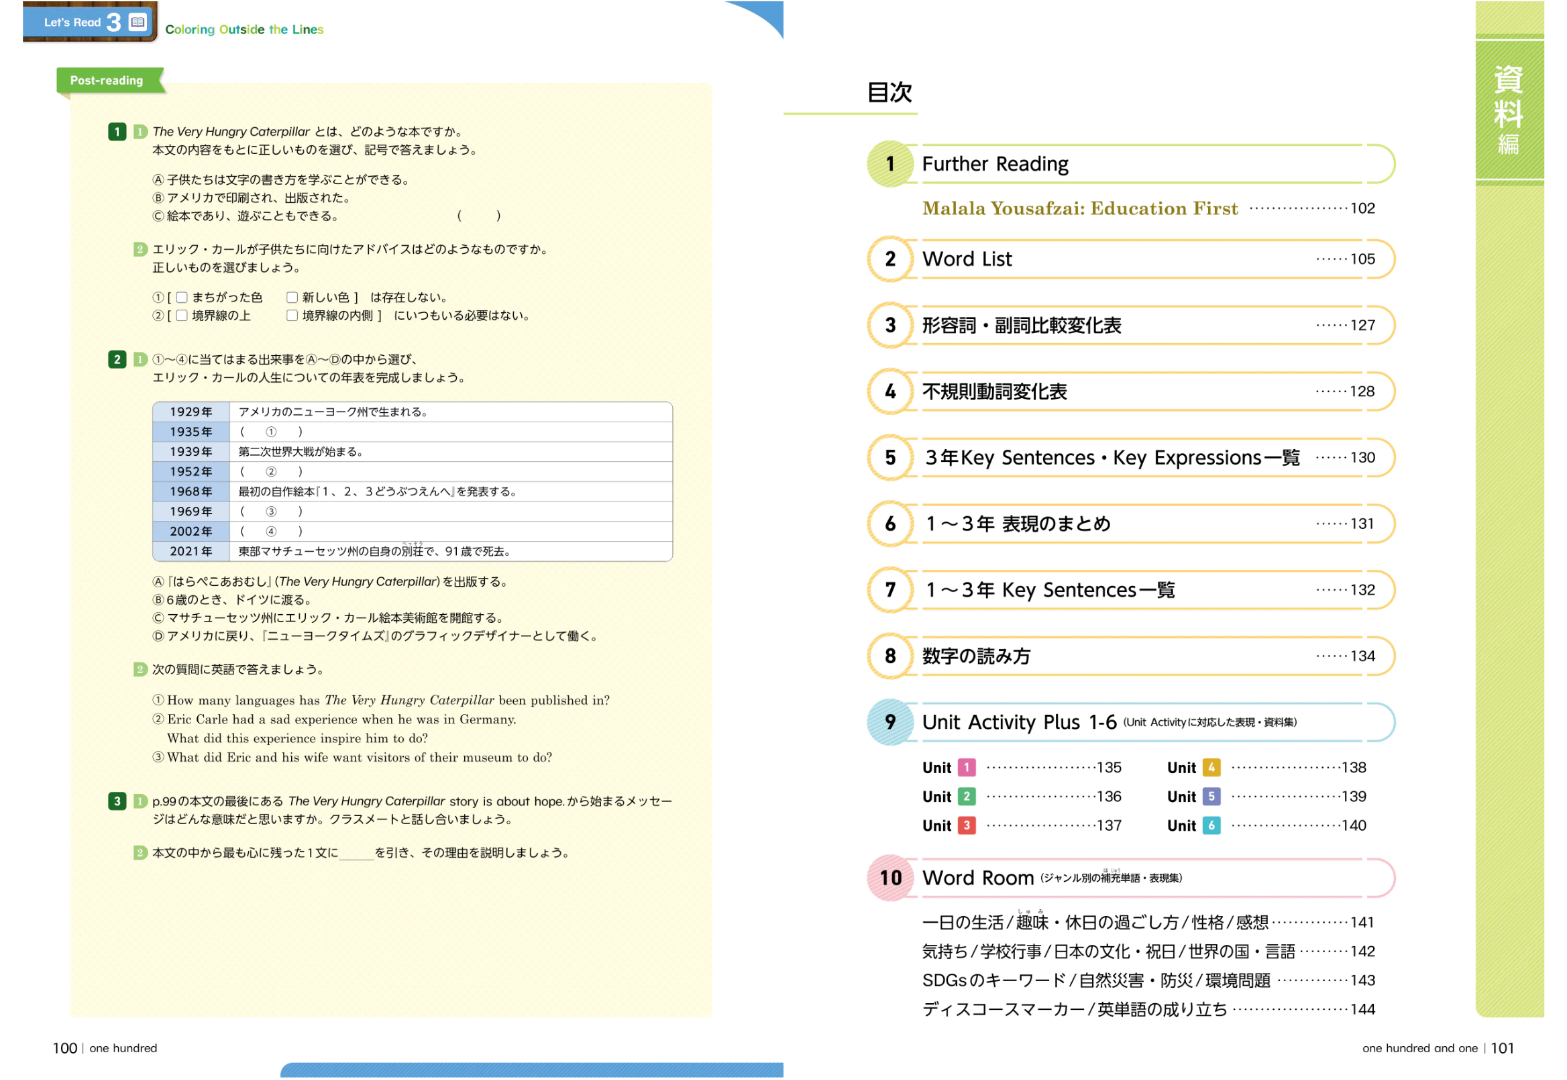 Let's Read 3
Coloring Outside the Lines
Post-reading
1 1 The Very Hungry Caterpillar とは、どのような本ですか。
本文の内容をもとに正しいものを選び、記号で答えましょう。
Ⓐ 子供たちは文字の書き方を学ぶことができる。
Ⓑ アメリカで印刷され、出版された。
Ⓒ 絵本であり、遊ぶこともできる。 （　　）
2 エリック・カールが子供たちに向けたアドバイスはどのようなものですか。
正しいものを選びましょう。
① [ □ まちがった色 □ 新しい色 ] は存在しない。
② [ □ 境界線の上 □ 境界線の内側 ] にいつもいる必要はない。
2 1 ①～④に当てはまる出来事をⒶ～Ⓓの中から選び、
エリック・カールの人生についての年表を完成しましょう。
1929年 アメリカのニューヨーク州で生まれる。
1935年 （ ① ）
1939年 第二次世界大戦が始まる。
1952年 （ ② ）
1968年 最初の自作絵本『1、2、3どうぶつえんへ』を発表する。
1969年 （ ③ ）
2002年 （ ④ ）
べっそう
2021年 東部マサチューセッツ州の自身の別荘で、91歳で死去。
Ⓐ 『はらぺこあおむし』(The Very Hungry Caterpillar)を出版する。
Ⓑ 6歳のとき、ドイツに渡る。
Ⓒ マサチューセッツ州にエリック・カール絵本美術館を開館する。
Ⓓ アメリカに戻り、『ニューヨークタイムズ』のグラフィックデザイナーとして働く。
2 次の質問に英語で答えましょう。
① How many languages has The Very Hungry Caterpillar been published in?
② Eric Carle had a sad experience when he was in Germany.
What did this experience inspire him to do?
③ What did Eric and his wife want visitors of their museum to do?
3 1 p.99の本文の最後にある The Very Hungry Caterpillar story is about hope. から始まるメッセー
ジはどんな意味だと思いますか。クラスメートと話し合いましょう。
2 本文の中から最も心に残った1文に_____を引き、その理由を説明しましょう。
100 | one hundred
目次
1 Further Reading
Malala Yousafzai: Education First ………………102
2 Word List ……105
3 形容詞・副詞比較変化表 ……127
4 不規則動詞変化表 ……128
5 3年Key Sentences・Key Expressions一覧 ……130
6 1～3年 表現のまとめ ……131
7 1～3年 Key Sentences一覧 ……132
8 数字の読み方 ……134
9 Unit Activity Plus 1-6 (Unit Activityに対応した表現・資料集)
Unit 1 …………………135 Unit 4 …………………138
Unit 2 …………………136 Unit 5 …………………139
Unit 3 …………………137 Unit 6 …………………140
ほじゅう
10 Word Room (ジャンル別の補充単語・表現集)
しゅみ
一日の生活/趣味・休日の過ごし方/性格/感想……………141
気持ち/学校行事/日本の文化・祝日/世界の国・言語………142
SDGsのキーワード/自然災害・防災/環境問題 ……………143
ディスコースマーカー/英単語の成り立ち …………………144
資料編
one hundred and one | 101